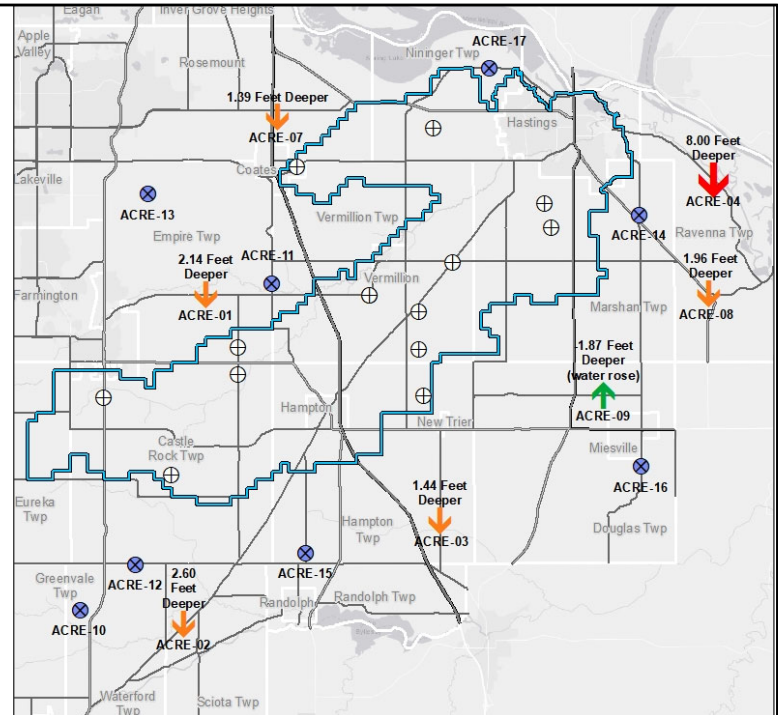 Eagan
Inver Grove Heights
Apple
Valley
Rosemount
Nininger Twp
ACRE-17
1.39 Feet Deeper
ACRE-07
Hastings
8.00 Feet
Deeper
ACRE-04
Coates
Lakeville
ACRE-13
Vermillion Twp
ACRE-14
Ravenna Twp
Empire Twp
ACRE-11
2.14 Feet
Deeper
ACRE-01
Vermillion
1.96 Feet
Deeper
ACRE-08
Farmington
Marshan Twp
-1.87 Feet
Deeper
(water rose)
ACRE-09
Hampton
New Trier
Castle
Rock Twp
Miesville
ACRE-16
Eureka
Twp
1.44 Feet
Deeper
ACRE-03
Hampton
Twp
Douglas Twp
ACRE-12
2.60
Feet
Deeper
ACRE-02
ACRE-15
Greenvale
Twp
ACRE-10
Randolph
Randolph Twp
Waterford
Twp
Sciota Twp